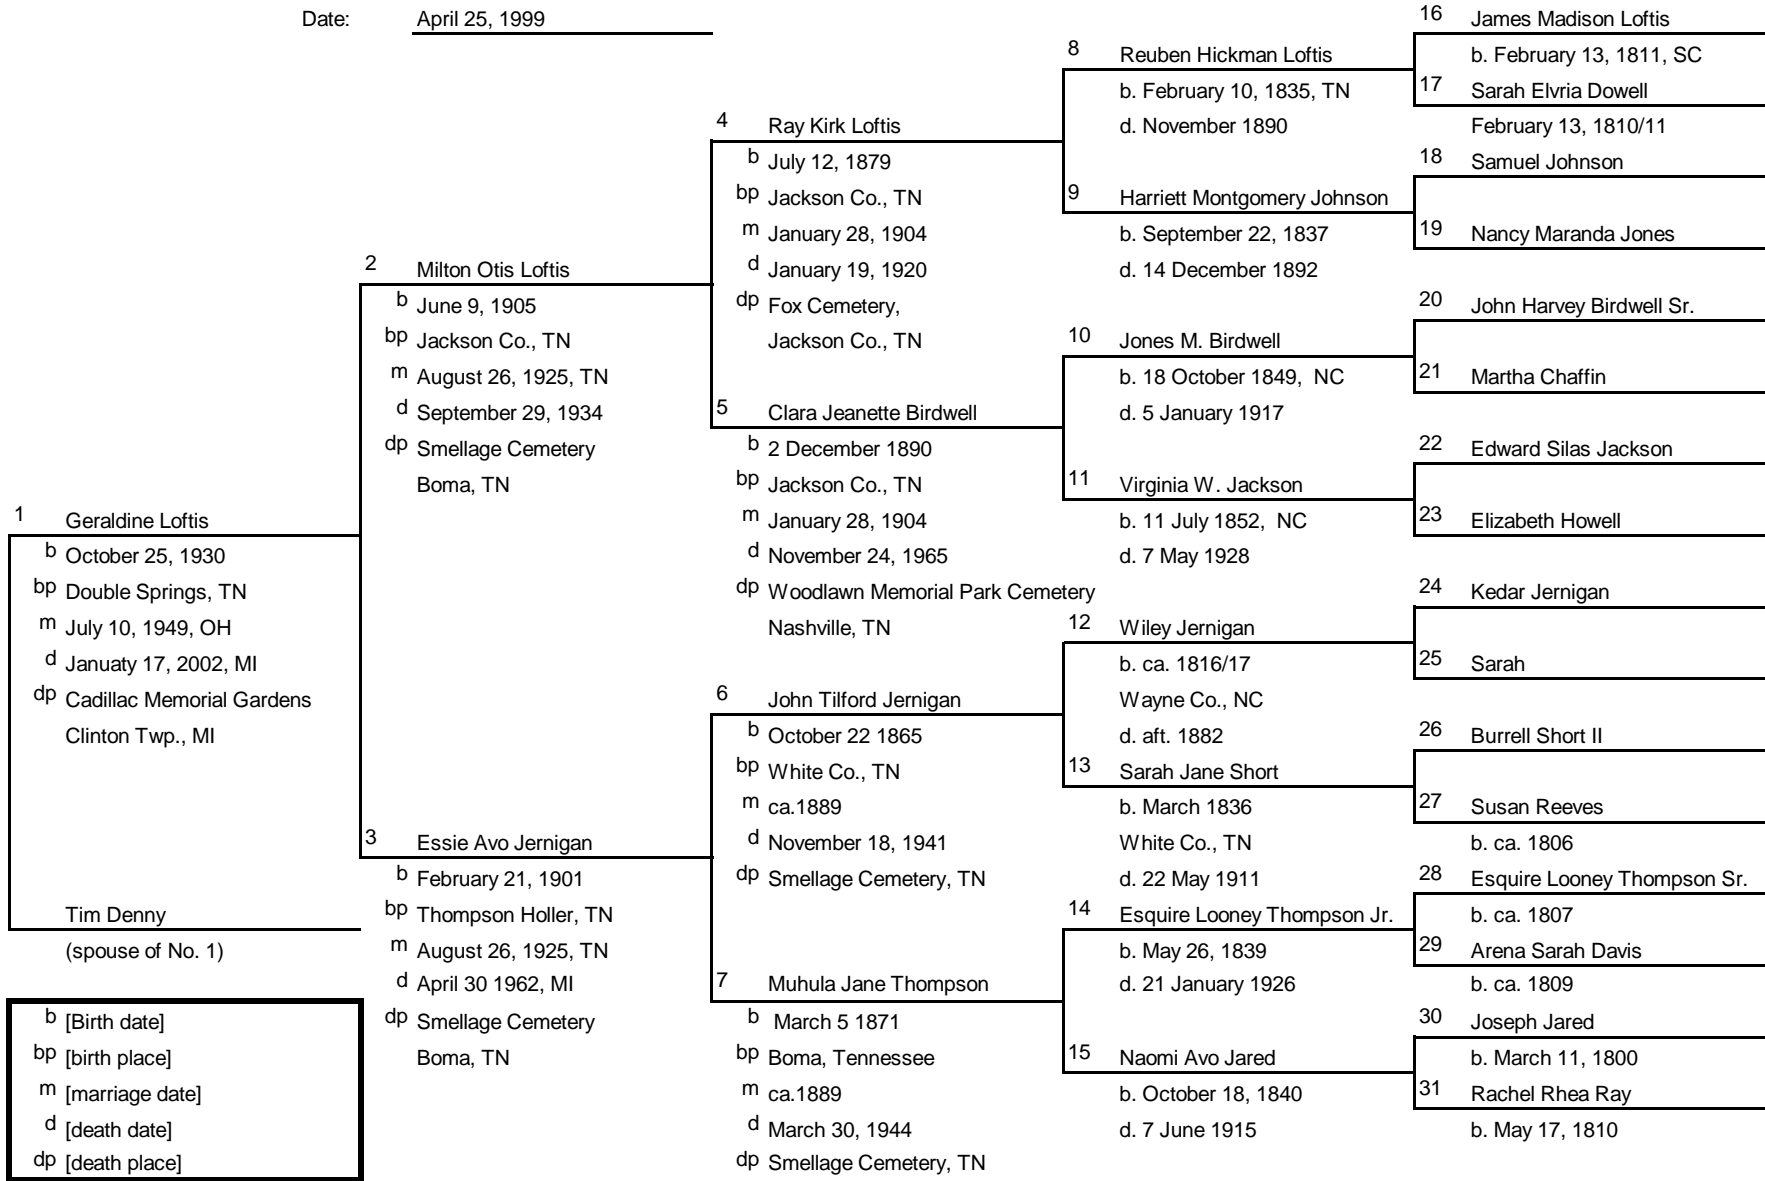 Date: April 25, 1999
1 Geraldine Loftis
b October 25, 1930
bp Double Springs, TN
m July 10, 1949, OH
d Januaty 17, 2002, MI
dp Cadillac Memorial Gardens
Clinton Twp., MI
Tim Denny
(spouse of No. 1)
b [Birth date]
bp [birth place]
m [marriage date]
d [death date]
dp [death place]
2 Milton Otis Loftis
b June 9, 1905
bp Jackson Co., TN
m August 26, 1925, TN
d September 29, 1934
dp Smellage Cemetery
Boma, TN
3 Essie Avo Jernigan
b February 21, 1901
bp Thompson Holler, TN
m August 26, 1925, TN
d April 30 1962, MI
dp Smellage Cemetery
Boma, TN
4 Ray Kirk Loftis
b July 12, 1879
bp Jackson Co., TN
m January 28, 1904
d January 19, 1920
dp Fox Cemetery,
Jackson Co., TN
5 Clara Jeanette Birdwell
b 2 December 1890
bp Jackson Co., TN
m January 28, 1904
d November 24, 1965
dp Woodlawn Memorial Park Cemetery
Nashville, TN
6 John Tilford Jernigan
b October 22 1865
bp White Co., TN
m ca.1889
d November 18, 1941
dp Smellage Cemetery, TN
7 Muhula Jane Thompson
b March 5 1871
bp Boma, Tennessee
m ca.1889
d March 30, 1944
dp Smellage Cemetery, TN
8 Reuben Hickman Loftis
b. February 10, 1835, TN
d. November 1890
9 Harriett Montgomery Johnson
b. September 22, 1837
d. 14 December 1892
10 Jones M. Birdwell
b. 18 October 1849, NC
d. 5 January 1917
11 Virginia W. Jackson
b. 11 July 1852, NC
d. 7 May 1928
12 Wiley Jernigan
b. ca. 1816/17
Wayne Co., NC
d. aft. 1882
13 Sarah Jane Short
b. March 1836
White Co., TN
d. 22 May 1911
14 Esquire Looney Thompson Jr.
b. May 26, 1839
d. 21 January 1926
15 Naomi Avo Jared
b. October 18, 1840
d. 7 June 1915
16 James Madison Loftis
b. February 13, 1811, SC
17 Sarah Elvria Dowell
February 13, 1810/11
18 Samuel Johnson
19 Nancy Maranda Jones
20 John Harvey Birdwell Sr.
21 Martha Chaffin
22 Edward Silas Jackson
23 Elizabeth Howell
24 Kedar Jernigan
25 Sarah
26 Burrell Short II
27 Susan Reeves
b. ca. 1806
28 Esquire Looney Thompson Sr.
b. ca. 1807
29 Arena Sarah Davis
b. ca. 1809
30 Joseph Jared
b. March 11, 1800
31 Rachel Rhea Ray
b. May 17, 1810